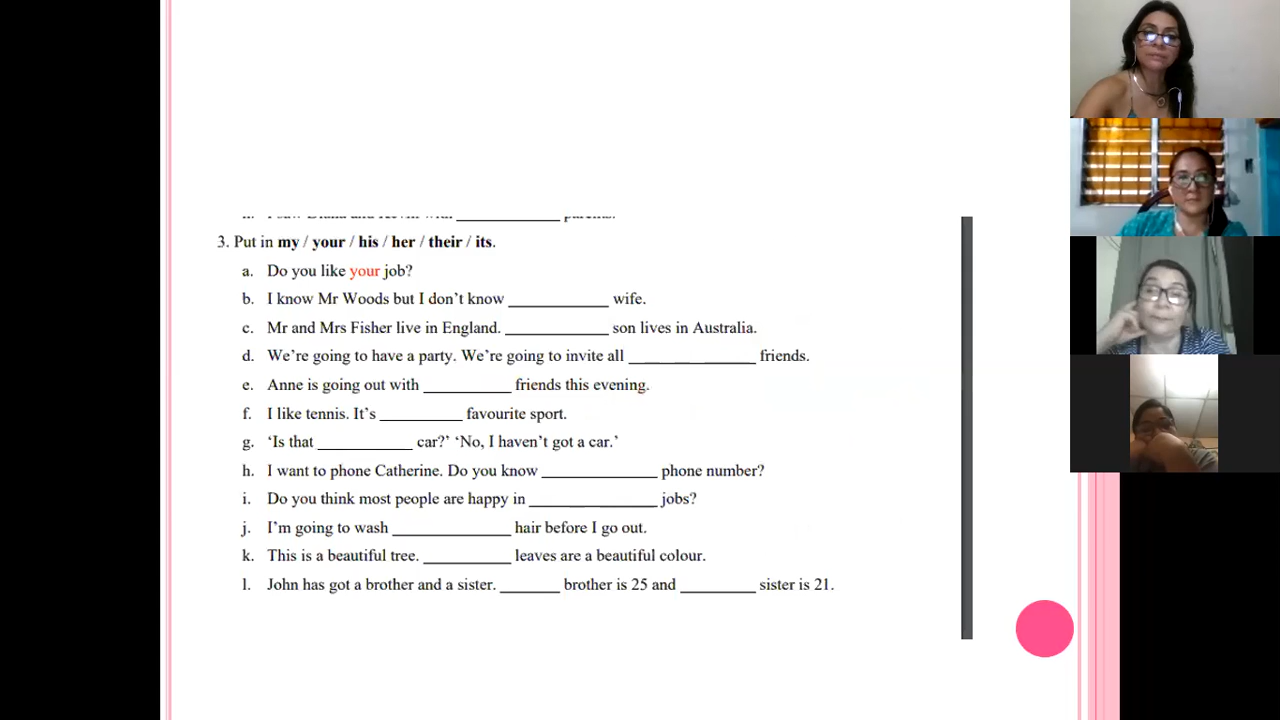 3. Put in my / your / his / her / their / its.
a. Do you like your job?
b. I know Mr Woods but I don’t know ____________ wife.
c. Mr and Mrs Fisher live in England. ____________ son lives in Australia.
d. We’re going to have a party. We’re going to invite all _______________ friends.
e. Anne is going out with ___________ friends this evening.
f. I like tennis. It’s __________ favourite sport.
g. ‘Is that ___________ car?’ ‘No, I haven’t got a car.’
h. I want to phone Catherine. Do you know ______________ phone number?
i. Do you think most people are happy in _______________ jobs?
j. I’m going to wash ______________ hair before I go out.
k. This is a beautiful tree. __________ leaves are a beautiful colour.
l. John has got a brother and a sister. _______ brother is 25 and _________ sister is 21.